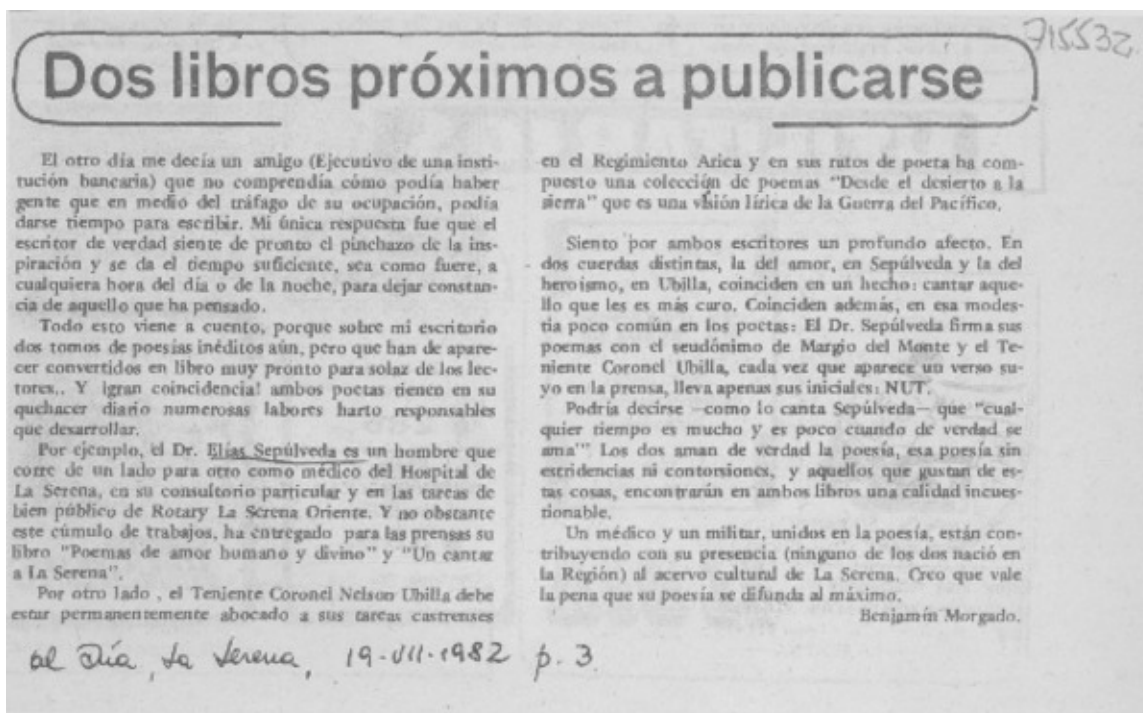 715532
Dos libros próximos a publicarse
El otro día me decía un amigo (Ejecutivo de una insti-
tución bancaria) que no comprendía cómo podía haber
gente que en medio del tráfago de su ocupación, podía
darse tiempo para escribir. Mi única respuesta fue que el
escritor de verdad siente de pronto el pinchazo de la ins-
piración y se da el tiempo suficiente, sea como fuere, a
cualquiera hora del día o de la noche, para dejar constan-
cia de aquello que ha pensado.
Todo esto viene a cuento, porque sobre mi escritorio
dos tomos de poesías inéditos aún, pero que han de apare-
cer convertidos en libro muy pronto para solaz de los lec-
tores.. Y ¡gran coincidencia! ambos poetas tienen en su
quehacer diario numerosas labores harto responsables
que desarrollar.
Por ejemplo, el Dr. Elías Sepúlveda es un hombre que
corre de un lado para otro como médico del Hospital de
La Serena, en su consultorio particular y en las tareas de
bien público de Rotary La Serena Oriente. Y no obstante
este cúmulo de trabajos, ha entregado para las prensas su
libro "Poemas de amor humano y divino" y "Un cantar
a La Serena".
Por otro lado , el Teniente Coronel Nelson Ubilla debe
estar permanentemente abocado a sus tareas castrenses
en el Regimiento Arica y en sus ratos de poeta ha com-
puesto una colección de poemas "Desde el desierto a la
sierra" que es una visión lírica de la Guerra del Pacífico.
Siento por ambos escritores un profundo afecto. En
dos cuerdas distintas, la del amor, en Sepúlveda y la del
heroísmo, en Ubilla, coinciden en un hecho: cantar aque-
llo que les es más caro. Coinciden además, en esa modes-
tia poco común en los poetas: El Dr. Sepúlveda firma sus
poemas con el seudónimo de Margio del Monte y el Te-
niente Coronel Ubilla, cada vez que aparece un verso su-
yo en la prensa, lleva apenas sus iniciales: NUT.
Podría decirse —como lo canta Sepúlveda— que "cual-
quier tiempo es mucho y es poco cuando de verdad se
ama'" Los dos aman de verdad la poesía, esa poesía sin
estridencias ni contorsiones, y aquellos que gustan de es-
tas cosas, encontrarán en ambos libros una calidad incues-
tionable.
Un médico y un militar, unidos en la poesía, están con-
tribuyendo con su presencia (ninguno de los dos nació en
la Región) al acervo cultural de La Serena. Creo que vale
la pena que su poesía se difunda al máximo.
Benjamín Morgado.
al Día, La Serena, 19-VII-1982 p. 3